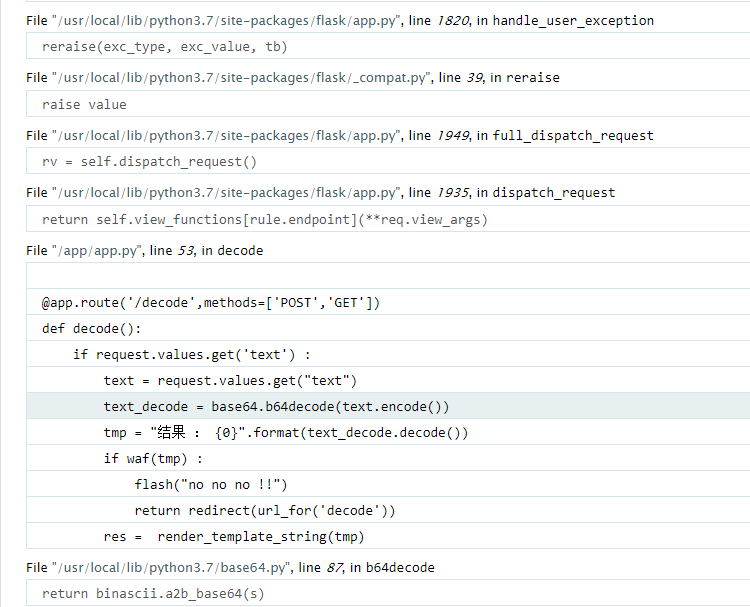 File "/usr/local/lib/python3.7/site-packages/flask/app.py", line 1820, in handle_user_exception
reraise(exc_type, exc_value, tb)
File "/usr/local/lib/python3.7/site-packages/flask/_compat.py", line 39, in reraise
raise value
File "/usr/local/lib/python3.7/site-packages/flask/app.py", line 1949, in full_dispatch_request
rv = self.dispatch_request()
File "/usr/local/lib/python3.7/site-packages/flask/app.py", line 1935, in dispatch_request
return self.view_functions[rule.endpoint](**req.view_args)
File "/app/app.py", line 53, in decode
@app.route('/decode',methods=['POST','GET'])
def decode():
    if request.values.get('text') :
        text = request.values.get("text")
        text_decode = base64.b64decode(text.encode())
        tmp = "结果 ： {0}".format(text_decode.decode())
        if waf(tmp) :
            flash("no no no !!")
            return redirect(url_for('decode'))
        res =  render_template_string(tmp)
File "/usr/local/lib/python3.7/base64.py", line 87, in b64decode
return binascii.a2b_base64(s)